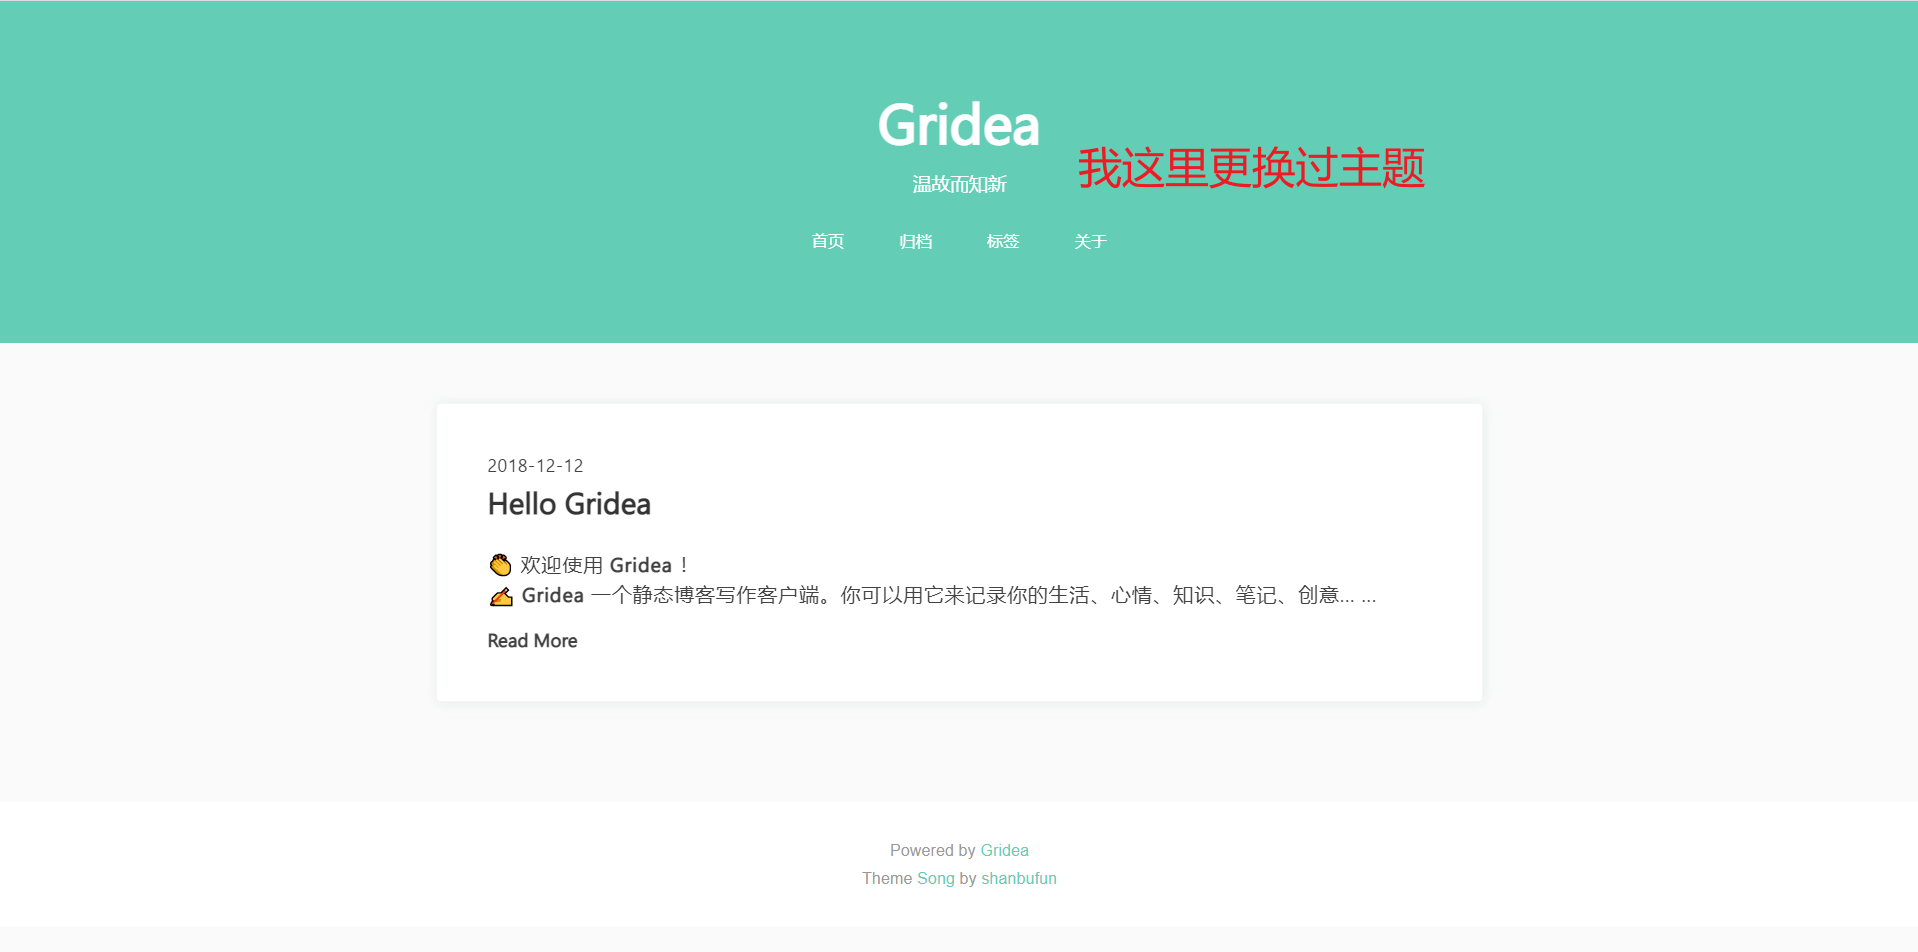 Gridea
我这里更换过主题
温故而知新
首页 归档 标签 关于
2018-12-12
Hello Gridea
👏 欢迎使用 Gridea ！
✍️ Gridea 一个静态博客写作客户端。你可以用它来记录你的生活、心情、知识、笔记、创意... ...
Read More
Powered by Gridea
Theme Song by shanbufun